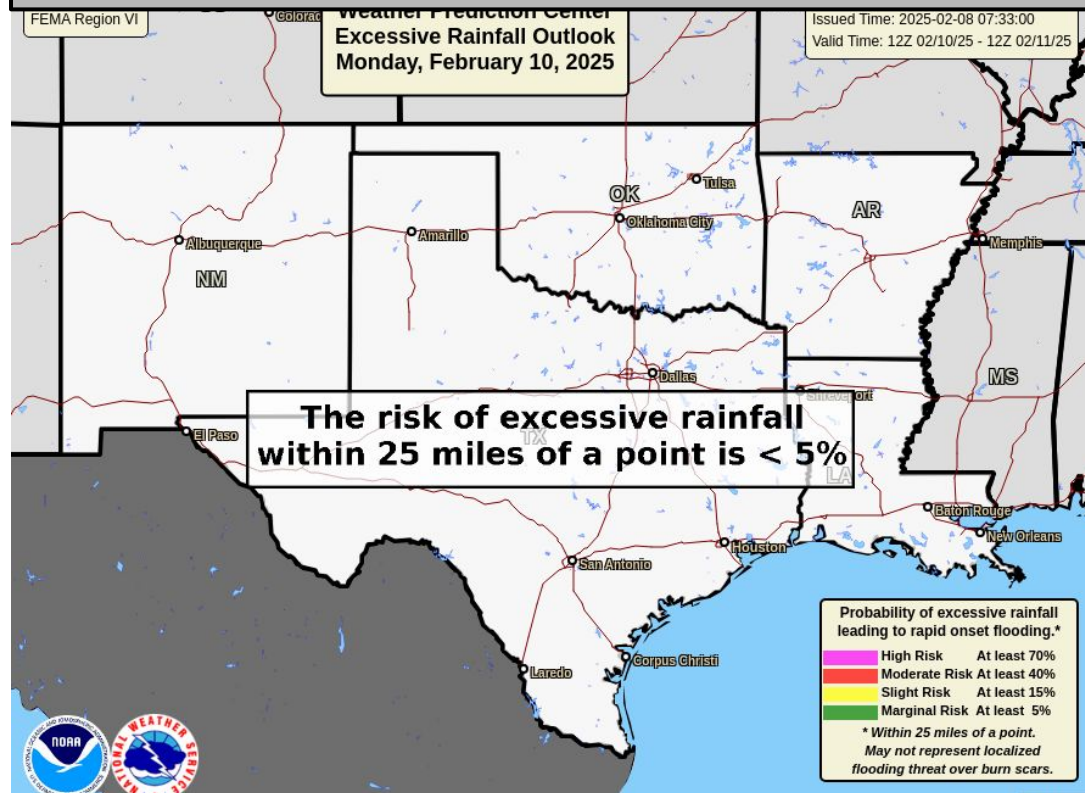 FEMA Region VI
Weather Prediction Center
Excessive Rainfall Outlook
Monday, February 10, 2025
Issued Time: 2025-02-08 07:33:00
Valid Time: 12Z 02/10/25 - 12Z 02/11/25
Colorad
OK
Tulsa
Oklahoma City
AR
Albuquerque
Amarillo
Memphis
NM
Dallas
MS
Shreveport
The risk of excessive rainfall
within 25 miles of a point is < 5%
TX
LA
El Paso
Baton Rouge
New Orleans
Houston
San Antonio
Corpus Christi
Laredo
Probability of excessive rainfall
leading to rapid onset flooding.*
High Risk At least 70%
Moderate Risk At least 40%
Slight Risk At least 15%
Marginal Risk At least 5%
* Within 25 miles of a point.
May not represent localized
flooding threat over burn scars.
NOAA
NATIONAL WEATHER SERVICE